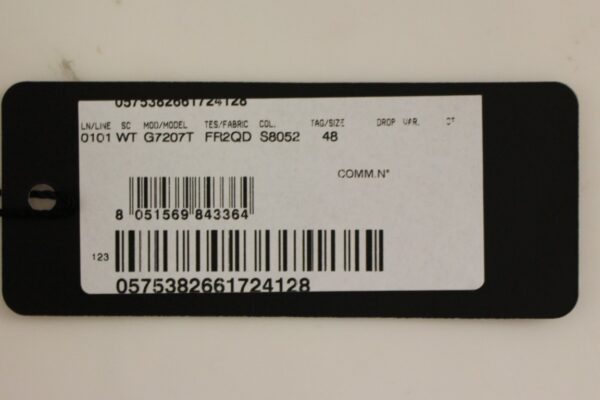 0575382661724128
LN/LINE SC MOD/MODEL TES/FABRIC COL. TAG/SIZE DROP VAR. CT
0101 WT G7207T FR2QD S8052 48
COMM.N°
8 051569 843364
123
0575382661724128